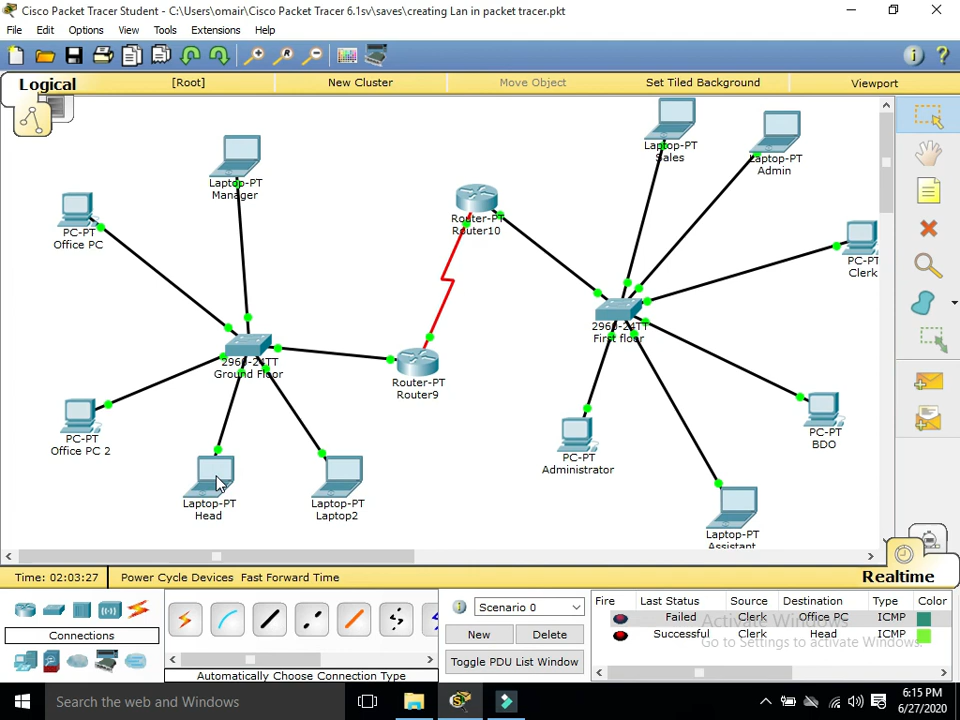 Cisco Packet Tracer Student - C:\Users\omair\Cisco Packet Tracer 6.1sv\saves\creating Lan in packet tracer.pkt
File Edit Options View Tools Extensions Help
Logical [Root] New Cluster Move Object Set Tiled Background Viewport
Laptop-PT
Sales
Laptop-PT
Admin
Laptop-PT
Manager
PC-PT
Office PC
Router-PT
Router10
PC-PT
Clerk
2960-24TT
First floor
2960-24TT
Ground Floor
Router-PT
Router9
PC-PT
Office PC 2
PC-PT
BDO
PC-PT
Administrator
Laptop-PT
Head
Laptop-PT
Laptop2
Laptop-PT
Assistant
Time: 02:03:27 Power Cycle Devices Fast Forward Time Realtime
Connections
Automatically Choose Connection Type
Scenario 0
New Delete
Toggle PDU List Window
Fire Last Status Source Destination Type Color
Failed Clerk Office PC ICMP
Successful Clerk Head ICMP
Activate Windows
Go to Settings to activate Windows.
Search the web and Windows
6:15 PM
6/27/2020